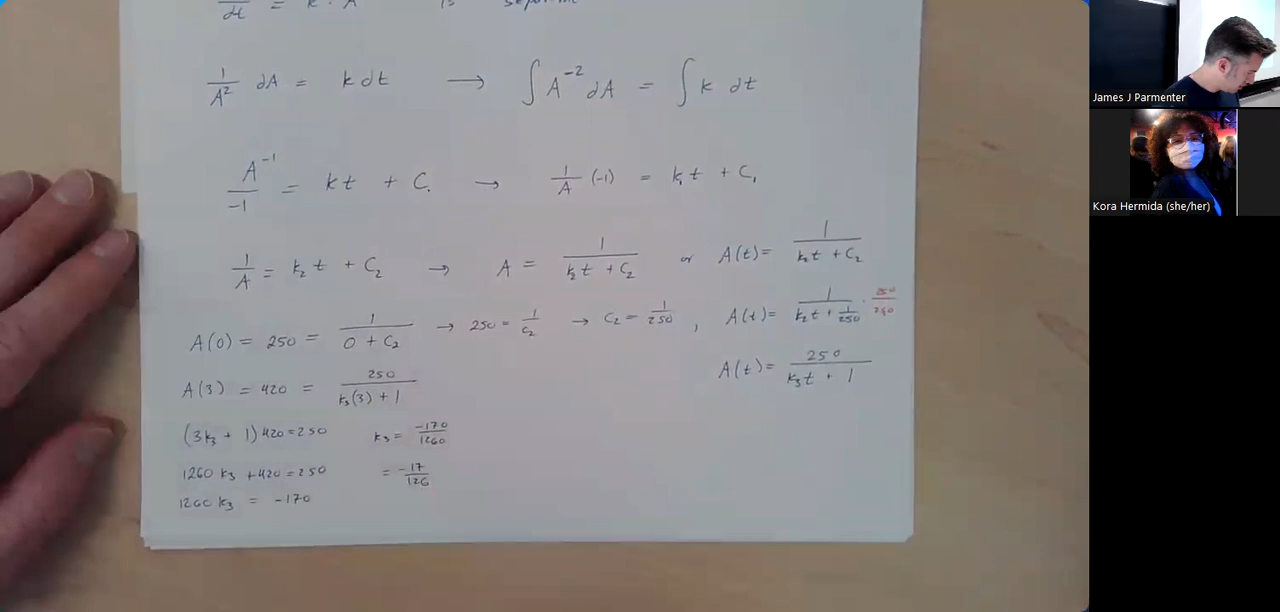 dt = k · A is
1/A² dA = k dt → ∫ A⁻² dA = ∫ k dt
A⁻¹/-1 = kt + C₁ → 1/A (-1) = k₁t + C₁
1/A = k₂t + C₂ → A = 1/(k₂t + C₂) or A(t) = 1/(k₂t + C₂)
A(0) = 250 = 1/(0 + C₂) → 250 = 1/C₂ → C₂ = 1/250 , A(t) = 1/(k₂t + 1/250) · 250/250
A(3) = 420 = 250/(k₃(3) + 1) A(t) = 250/(k₃t + 1)
(3k₃ + 1)420 = 250 k₃ = -170/1260
1260 k₃ + 420 = 250 = -17/126
1260 k₃ = -170
James J Parmenter
Kora Hermida (she/her)